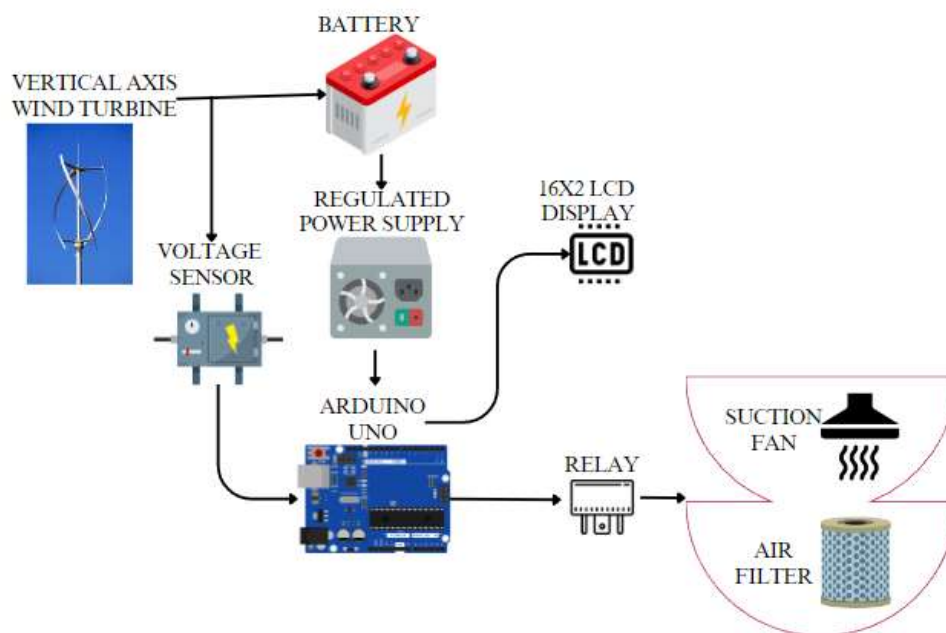 BATTERY
VERTICAL AXIS
WIND TURBINE
REGULATED
POWER SUPPLY
16X2 LCD
DISPLAY
LCD
VOLTAGE
SENSOR
ARDUINO
UNO
SUCTION
FAN
RELAY
AIR
FILTER